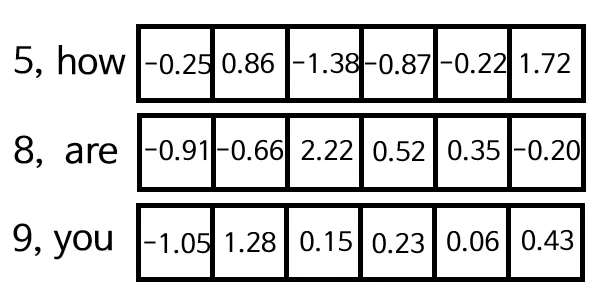 5, how −0.25 0.86 −1.38 −0.87 −0.22 1.72
8, are −0.91 −0.66 2.22 0.52 0.35 −0.20
9, you −1.05 1.28 0.15 0.23 0.06 0.43